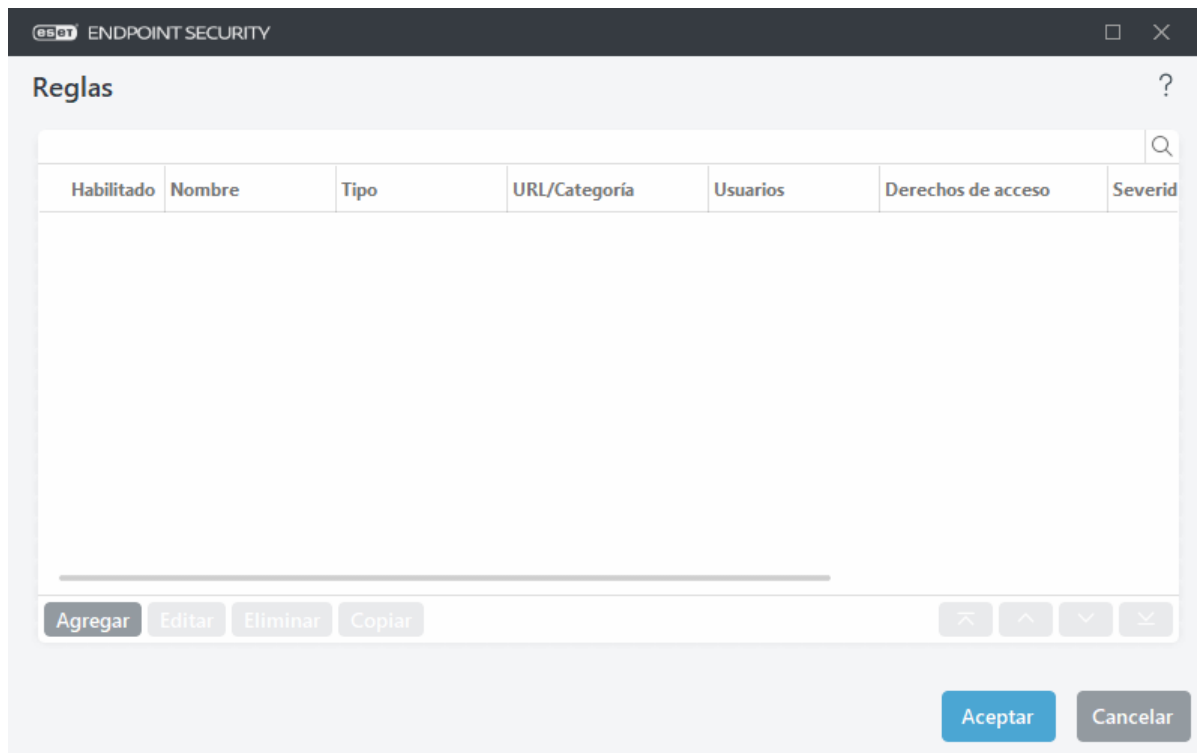 eset ENDPOINT SECURITY
Reglas
?
Habilitado Nombre Tipo URL/Categoría Usuarios Derechos de acceso Severid
Agregar Editar Eliminar Copiar
Aceptar Cancelar